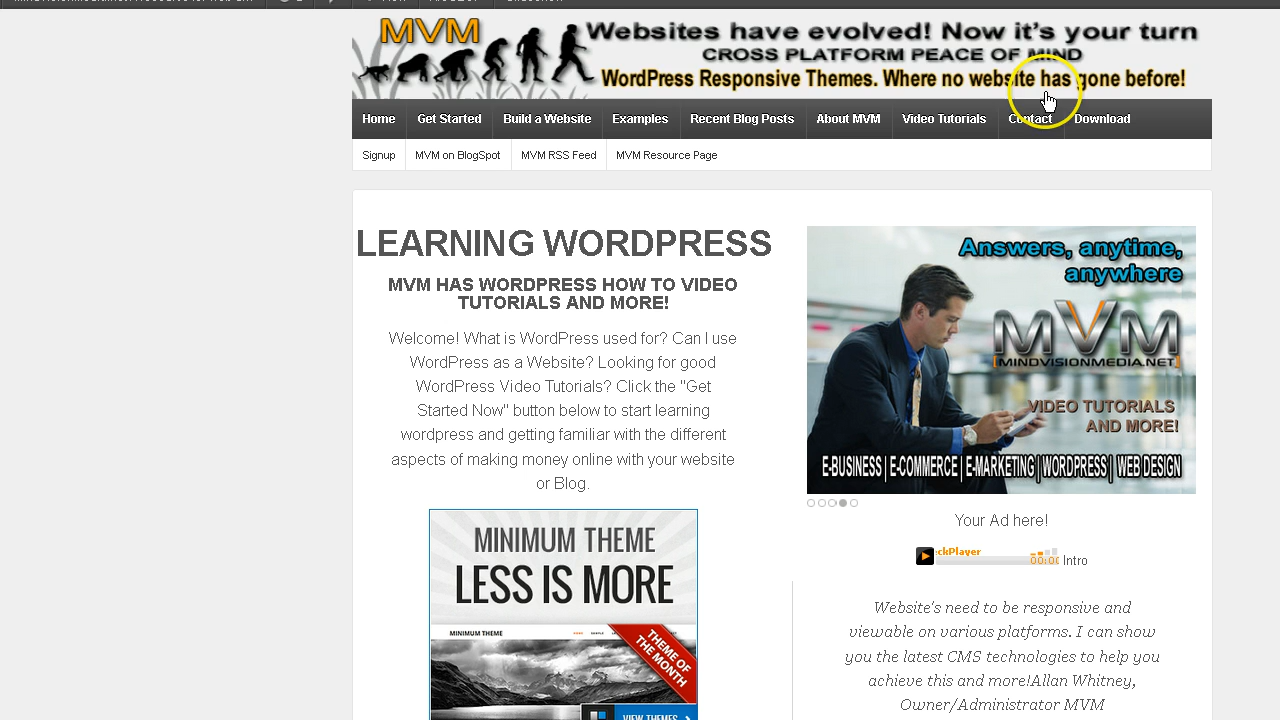 MVM
Websites have evolved! Now it's your turn
CROSS PLATFORM PEACE OF MIND
WordPress Responsive Themes. Where no website has gone before!
Home Get Started Build a Website Examples Recent Blog Posts About MVM Video Tutorials Contact Download
Signup MVM on BlogSpot MVM RSS Feed MVM Resource Page
LEARNING WORDPRESS
MVM HAS WORDPRESS HOW TO VIDEO
TUTORIALS AND MORE!
Welcome! What is WordPress used for? Can I use
WordPress as a Website? Looking for good
WordPress Video Tutorials? Click the "Get
Started Now" button below to start learning
wordpress and getting familiar with the different
aspects of making money online with your website
or Blog.
MINIMUM THEME
LESS IS MORE
MINIMUM THEME
THEME OF
THE MONTH
VIEW THEMES
Answers, anytime,
anywhere
MVM
[MINDVISIONMEDIA.NET]
VIDEO TUTORIALS
AND MORE!
E-BUSINESS | E-COMMERCE | E-MARKETING | WORDPRESS | WEB DESIGN
Your Ad here!
ckPlayer 00:00 Intro
Website's need to be responsive and
you the latest CMS technologies to help you
achieve this and more!Allan Whitney,
Owner/Administrator MVM